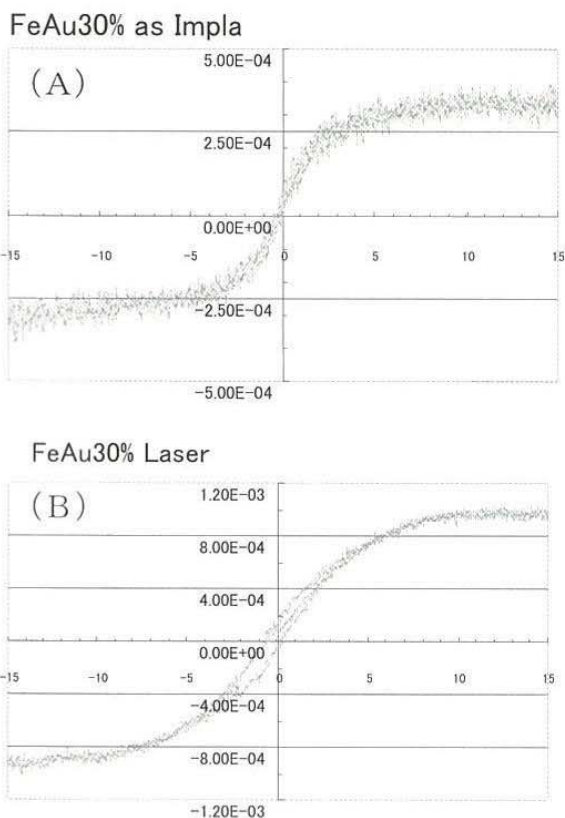 FeAu30% as Impla
(A)
5.00E-04
2.50E-04
0.00E+00
-15 -10 -5 0 5 10 15
-2.50E-04
-5.00E-04
FeAu30% Laser
(B)
1.20E-03
8.00E-04
4.00E-04
0.00E+00
-15 -10 -5 0 5 10 15
-4.00E-04
-8.00E-04
-1.20E-03